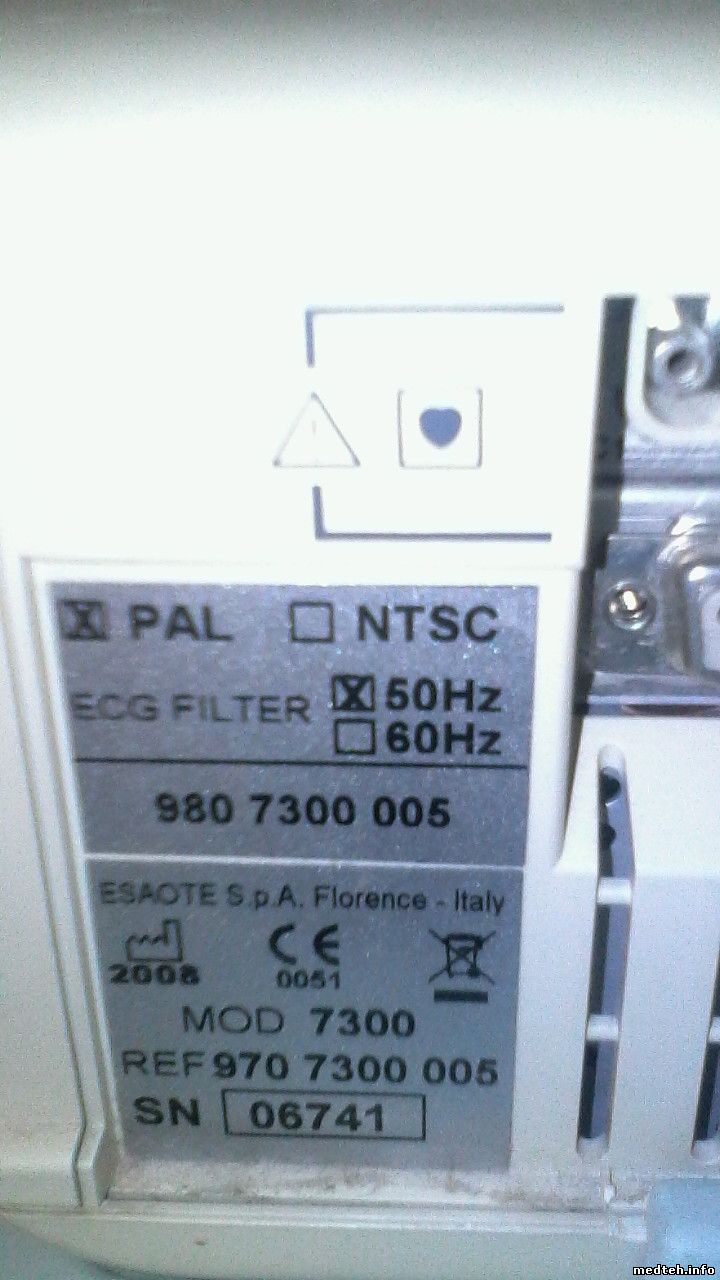 PAL NTSC
ECG FILTER 50Hz
60Hz
980 7300 005
ESAOTE S.p.A. Florence - Italy
2008 CE 0051
MOD 7300
REF 970 7300 005
SN 06741
medteh.info